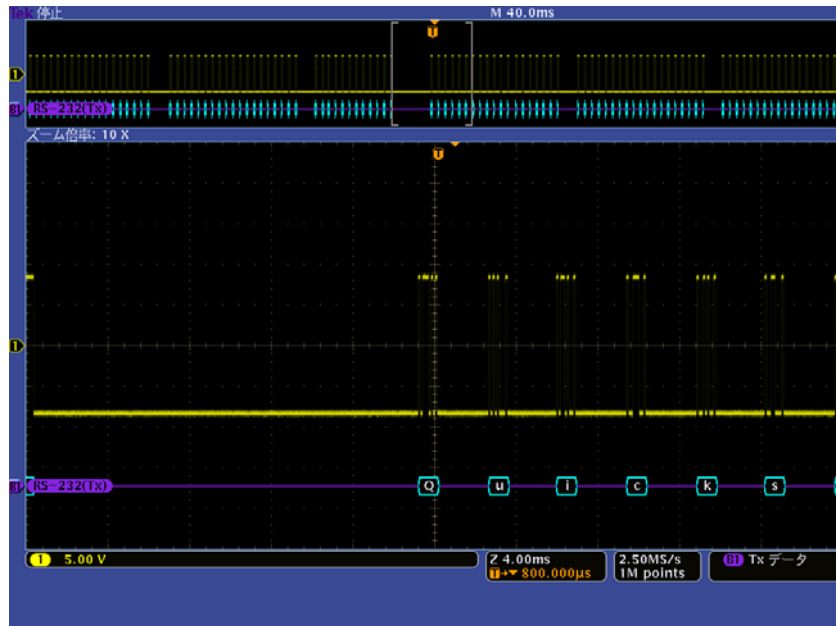 Tek 停止
M 40.0ms
T
1
B1 RS-232(Tx)
ズーム倍率: 10 X
T
1
B1 RS-232(Tx) Q u i c k s
1 5.00 V
Z 4.00ms
T→▼ 800.000μs
2.50MS/s
1M points
B1 Tx データ